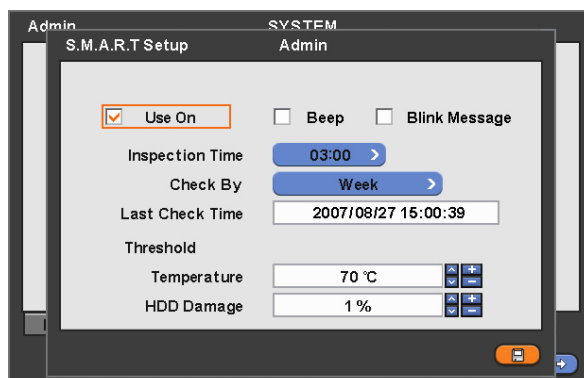 Admin SYSTEM
S.M.A.R.T Setup Admin
Use On Beep Blink Message
Inspection Time 03:00
Check By Week
Last Check Time 2007/08/27 15:00:39
Threshold
Temperature 70 ℃
HDD Damage 1 %